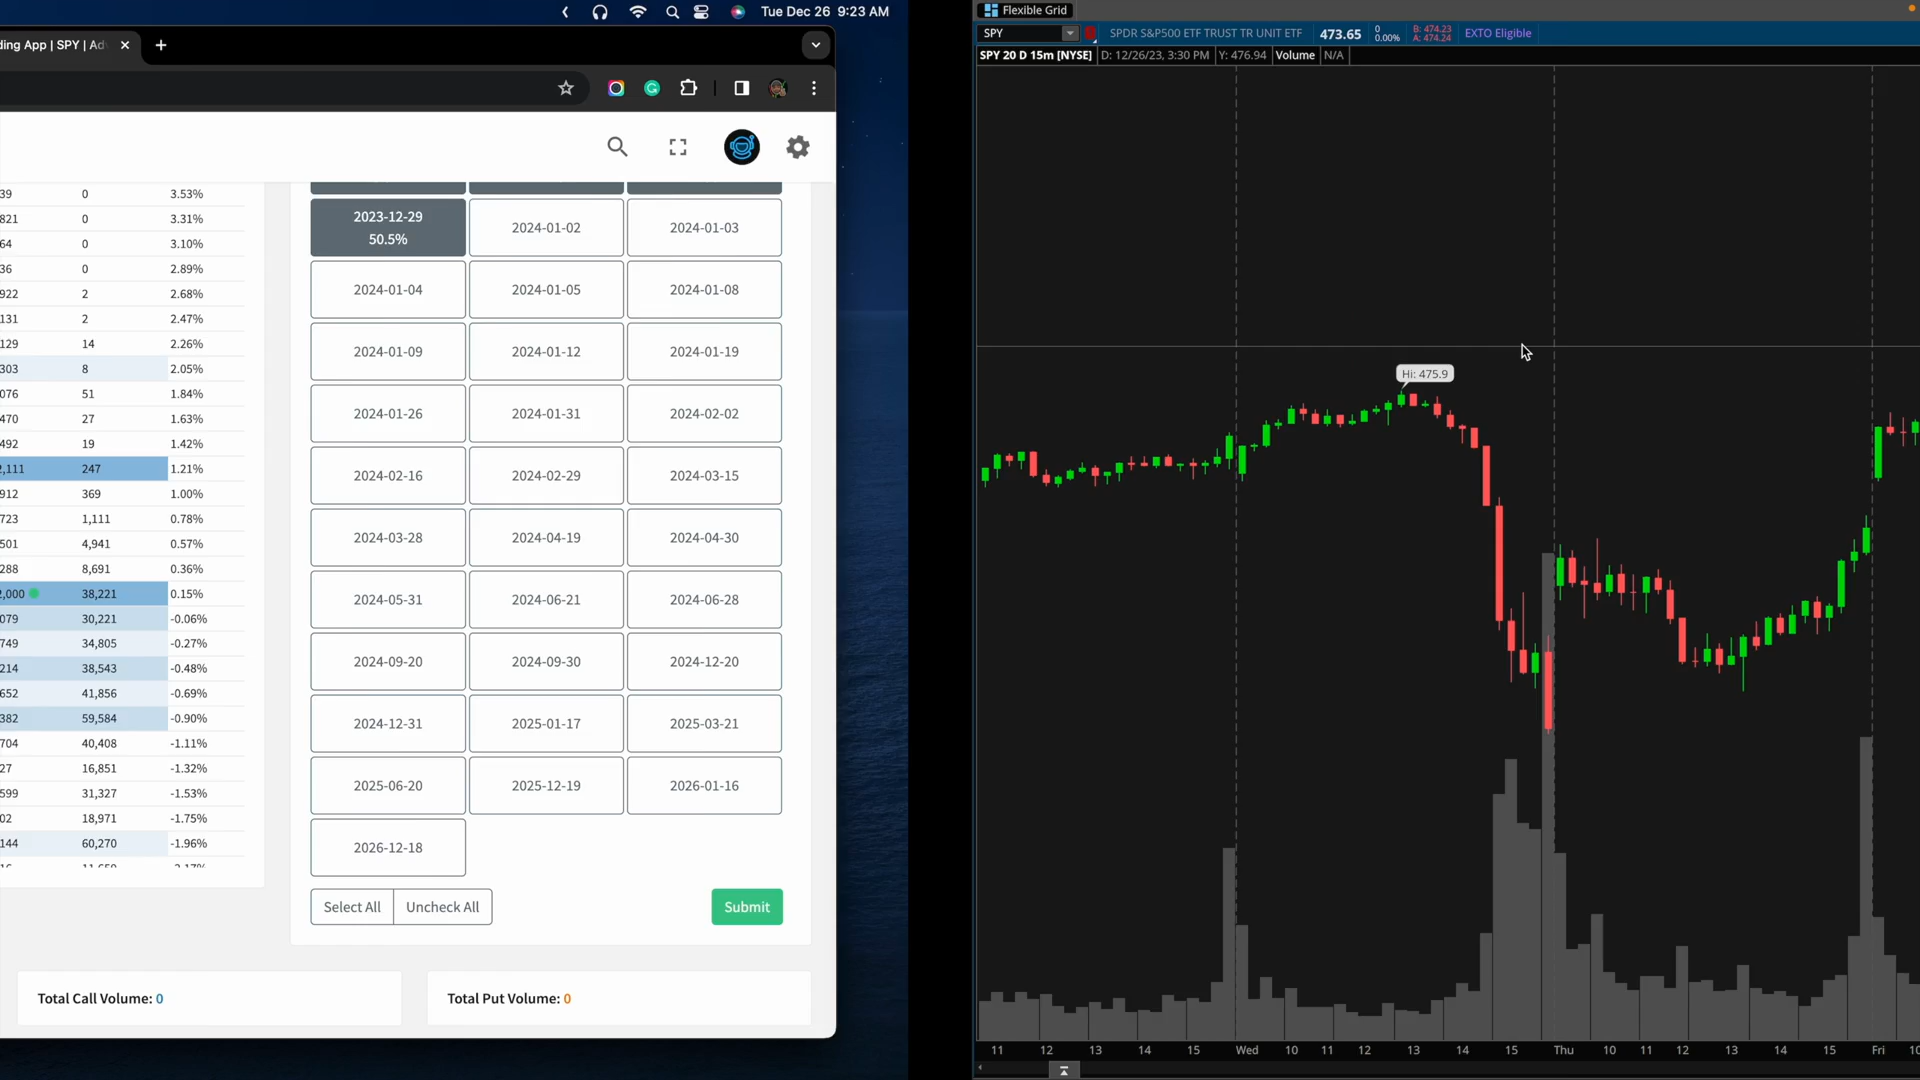 Tue Dec 26 9:23 AM
ding App | SPY | Ad
39 0 3.53%
821 0 3.31%
64 0 3.10%
36 0 2.89%
922 2 2.68%
131 2 2.47%
129 14 2.26%
303 8 2.05%
076 51 1.84%
470 27 1.63%
492 19 1.42%
2,111 247 1.21%
912 369 1.00%
723 1,111 0.78%
501 4,941 0.57%
288 8,691 0.36%
2,000 38,221 0.15%
079 30,221 -0.06%
749 34,805 -0.27%
214 38,543 -0.48%
652 41,856 -0.69%
382 59,584 -0.90%
704 40,408 -1.11%
27 16,851 -1.32%
599 31,327 -1.53%
02 18,971 -1.75%
144 60,270 -1.96%
2023-12-29
50.5%
2024-01-02
2024-01-03
2024-01-04
2024-01-05
2024-01-08
2024-01-09
2024-01-12
2024-01-19
2024-01-26
2024-01-31
2024-02-02
2024-02-16
2024-02-29
2024-03-15
2024-03-28
2024-04-19
2024-04-30
2024-05-31
2024-06-21
2024-06-28
2024-09-20
2024-09-30
2024-12-20
2024-12-31
2025-01-17
2025-03-21
2025-06-20
2025-12-19
2026-01-16
2026-12-18
Select All
Uncheck All
Submit
Total Call Volume: 0
Total Put Volume: 0
Flexible Grid
SPY
SPDR S&P500 ETF TRUST TR UNIT ETF
473.65
0
0.00%
B: 474.23
A: 474.24
EXTO Eligible
SPY 20 D 15m [NYSE] D: 12/26/23, 3:30 PM Y: 476.94 Volume N/A
Hi: 475.9
11 12 13 14 15 Wed 10 11 12 13 14 15 Thu 10 11 12 13 14 15 Fri 10